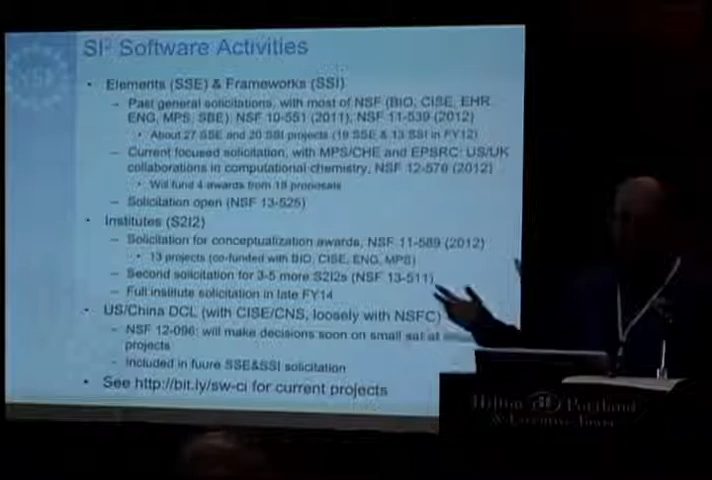 SI² Software Activities
NSF
• Elements (SSE) & Frameworks (SSI)
– Past general solicitations, with most of NSF (BIO, CISE, EHR,
ENG, MPS, SBE): NSF 10-551 (2011), NSF 11-539 (2012)
• About 27 SSE and 20 SSI projects (19 SSE & 13 SSI in FY12)
– Current focused solicitation, with MPS/CHE and EPSRC: US/UK
collaborations in computational chemistry, NSF 12-576 (2012)
• Will fund 4 awards from 18 proposals
– Solicitation open (NSF 13-525)
• Institutes (S2I2)
– Solicitation for conceptualization awards, NSF 11-589 (2012)
• 13 projects (co-funded with BIO, CISE, ENG, MPS)
– Second solicitation for 3-5 more S2I2s (NSF 13-511)
– Full institute solicitation in late FY14
• US/China DCL (with CISE/CNS, loosely with NSFC)
– NSF 12-096: will make decisions soon on small set of
projects
– Included in fuure SSE&SSI solicitation
• See http://bit.ly/sw-ci for current projects
Hilton Portland
& Executive Tower